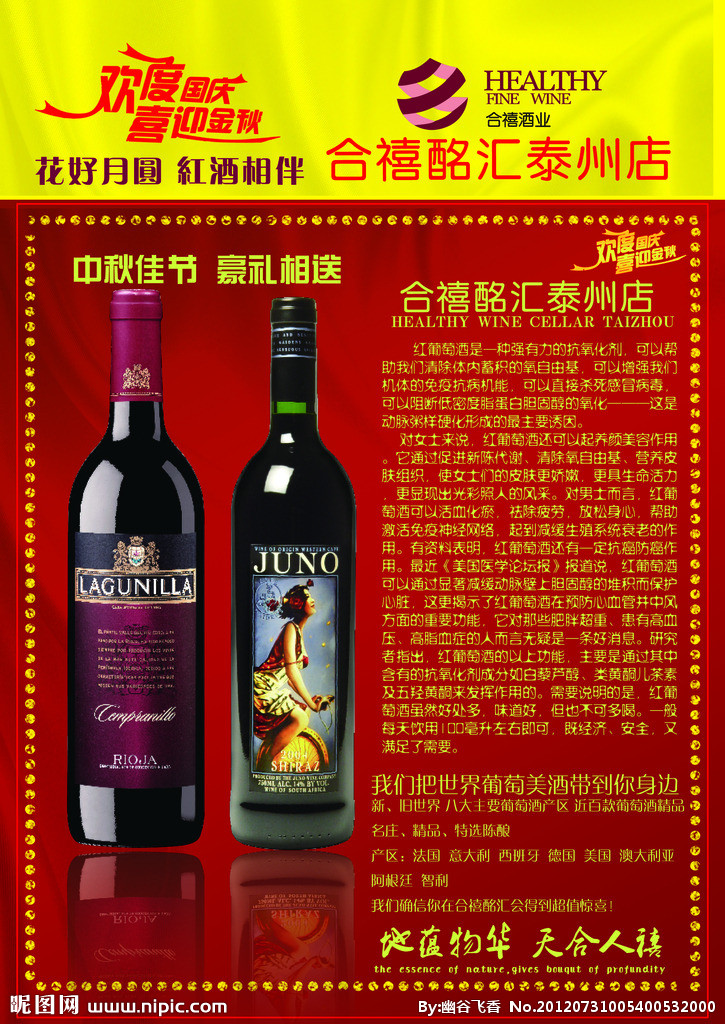 欢度国庆
喜迎金秋
花好月圓 紅酒相伴
HEALTHY
FINE WINE
合禧酒业
合禧酩汇泰州店
中秋佳节 豪礼相送
欢度国庆
喜迎金秋
合禧酩汇泰州店
HEALTHY WINE CELLAR TAIZHOU
红葡萄酒是一种强有力的抗氧化剂，可以帮
助我们清除体内蓄积的氧自由基，可以增强我们
机体的免疫抗病机能，可以直接杀死感冒病毒，
可以阻断低密度脂蛋白胆固醇的氧化———这是
动脉粥样硬化形成的最主要诱因。
对女士来说，红葡萄酒还可以起养颜美容作用
。它通过促进新陈代谢、清除氧自由基、营养皮
肤组织，使女士们的皮肤更娇嫩，更具生命活力
，更显现出光彩照人的风采。对男士而言，红葡
萄酒可以活血化瘀，祛除疲劳，放松身心，帮助
激活免疫神经网络，起到减缓生殖系统衰老的作
用。有资料表明，红葡萄酒还有一定抗癌防癌作
用。最近《美国医学论坛报》报道说，红葡萄酒
可以通过显著减缓动脉壁上胆固醇的堆积而保护
心脏，这更揭示了红葡萄酒在预防心血管并中风
方面的重要功能，它对那些肥胖超重、患有高血
压、高脂血症的人而言无疑是一条好消息。研究
者指出，红葡萄酒的以上功能，主要是通过其中
含有的抗氧化剂成分如白藜芦醇、类黄酮儿茶素
及五羟黄酮来发挥作用的。需要说明的是，红葡
萄酒虽然好处多，味道好，但也不可多喝。一般
每天饮用100毫升左右即可，既经济、安全，又
满足了需要。
我们把世界葡萄美酒带到你身边
新、旧世界 八大主要葡萄酒产区 近百款葡萄酒精品
名庄、精品、特选陈酿
产区：法国 意大利 西班牙 德国 美国 澳大利亚
阿根廷 智利
我们确信你在合禧酩汇会得到超值惊喜！
地蕴物华 天合人禧
the essence of nature,gives bouqut of profundity
LAGUNILLA
Tempranillo
RIOJA
WINE OF ORIGIN WESTERN CAPE
JUNO
SHIRAZ
PRODUCED BY THE JUNO WINE COMPANY
750ML ALC. 14% BY VOL.
WINE OF SOUTH AFRICA
昵图网 www.nipic.com
By:幽谷飞香 No.20120731005400532000